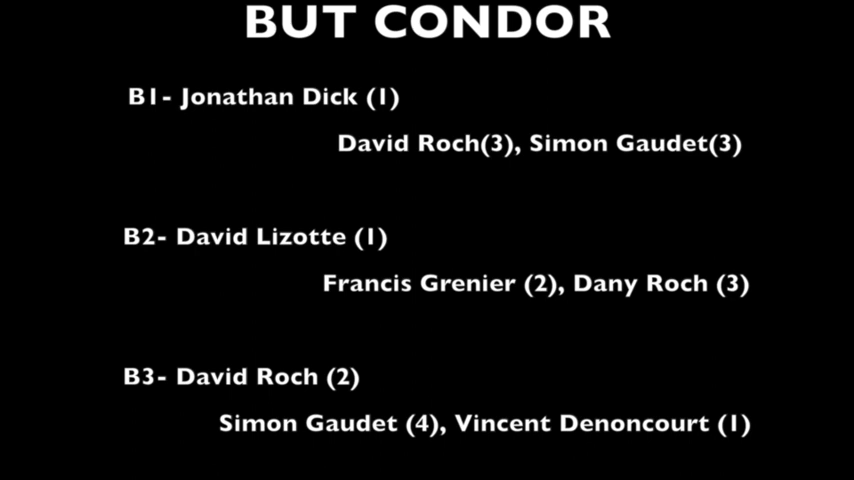 BUT CONDOR
B1- Jonathan Dick (1)
David Roch(3), Simon Gaudet(3)
B2- David Lizotte (1)
Francis Grenier (2), Dany Roch (3)
B3- David Roch (2)
Simon Gaudet (4), Vincent Denoncourt (1)